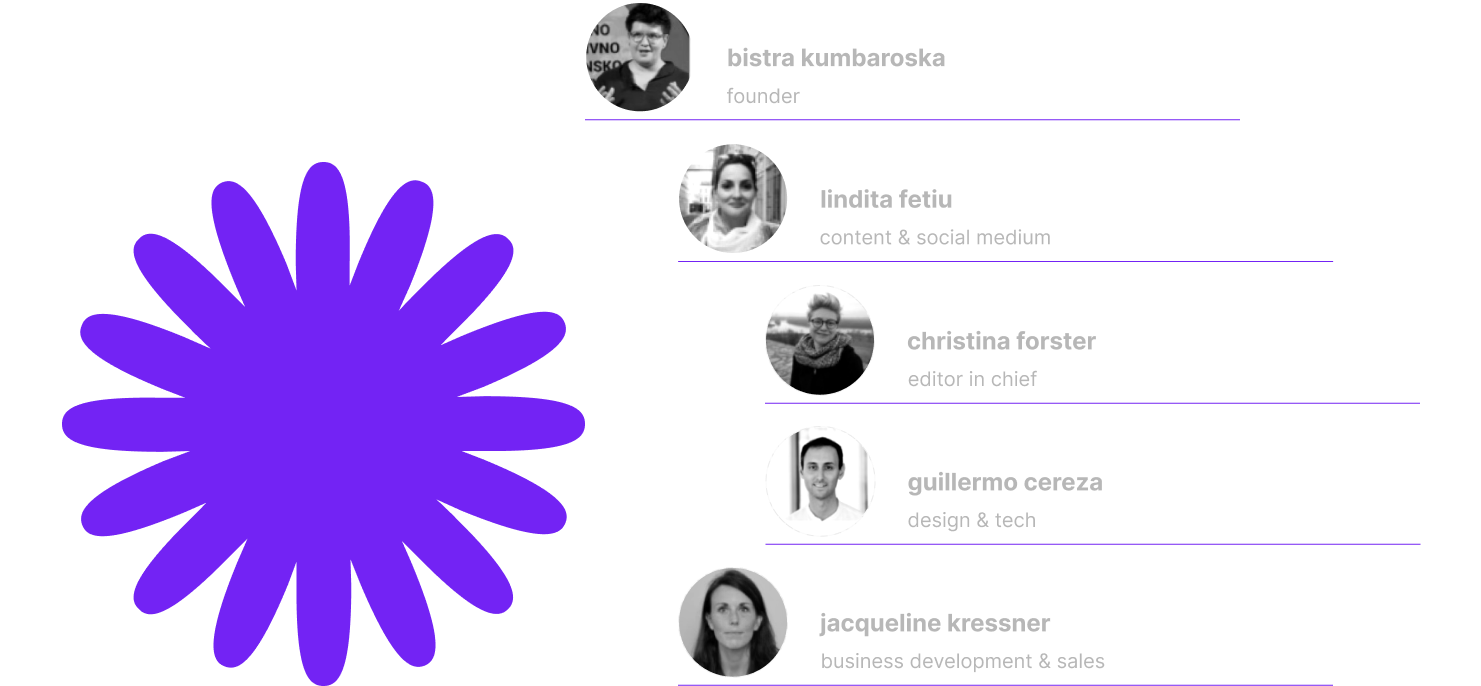 NO
IVNO
NSKO
bistra kumbaroska
founder
lindita fetiu
content & social medium
christina forster
editor in chief
guillermo cereza
design & tech
jacqueline kressner
business development & sales